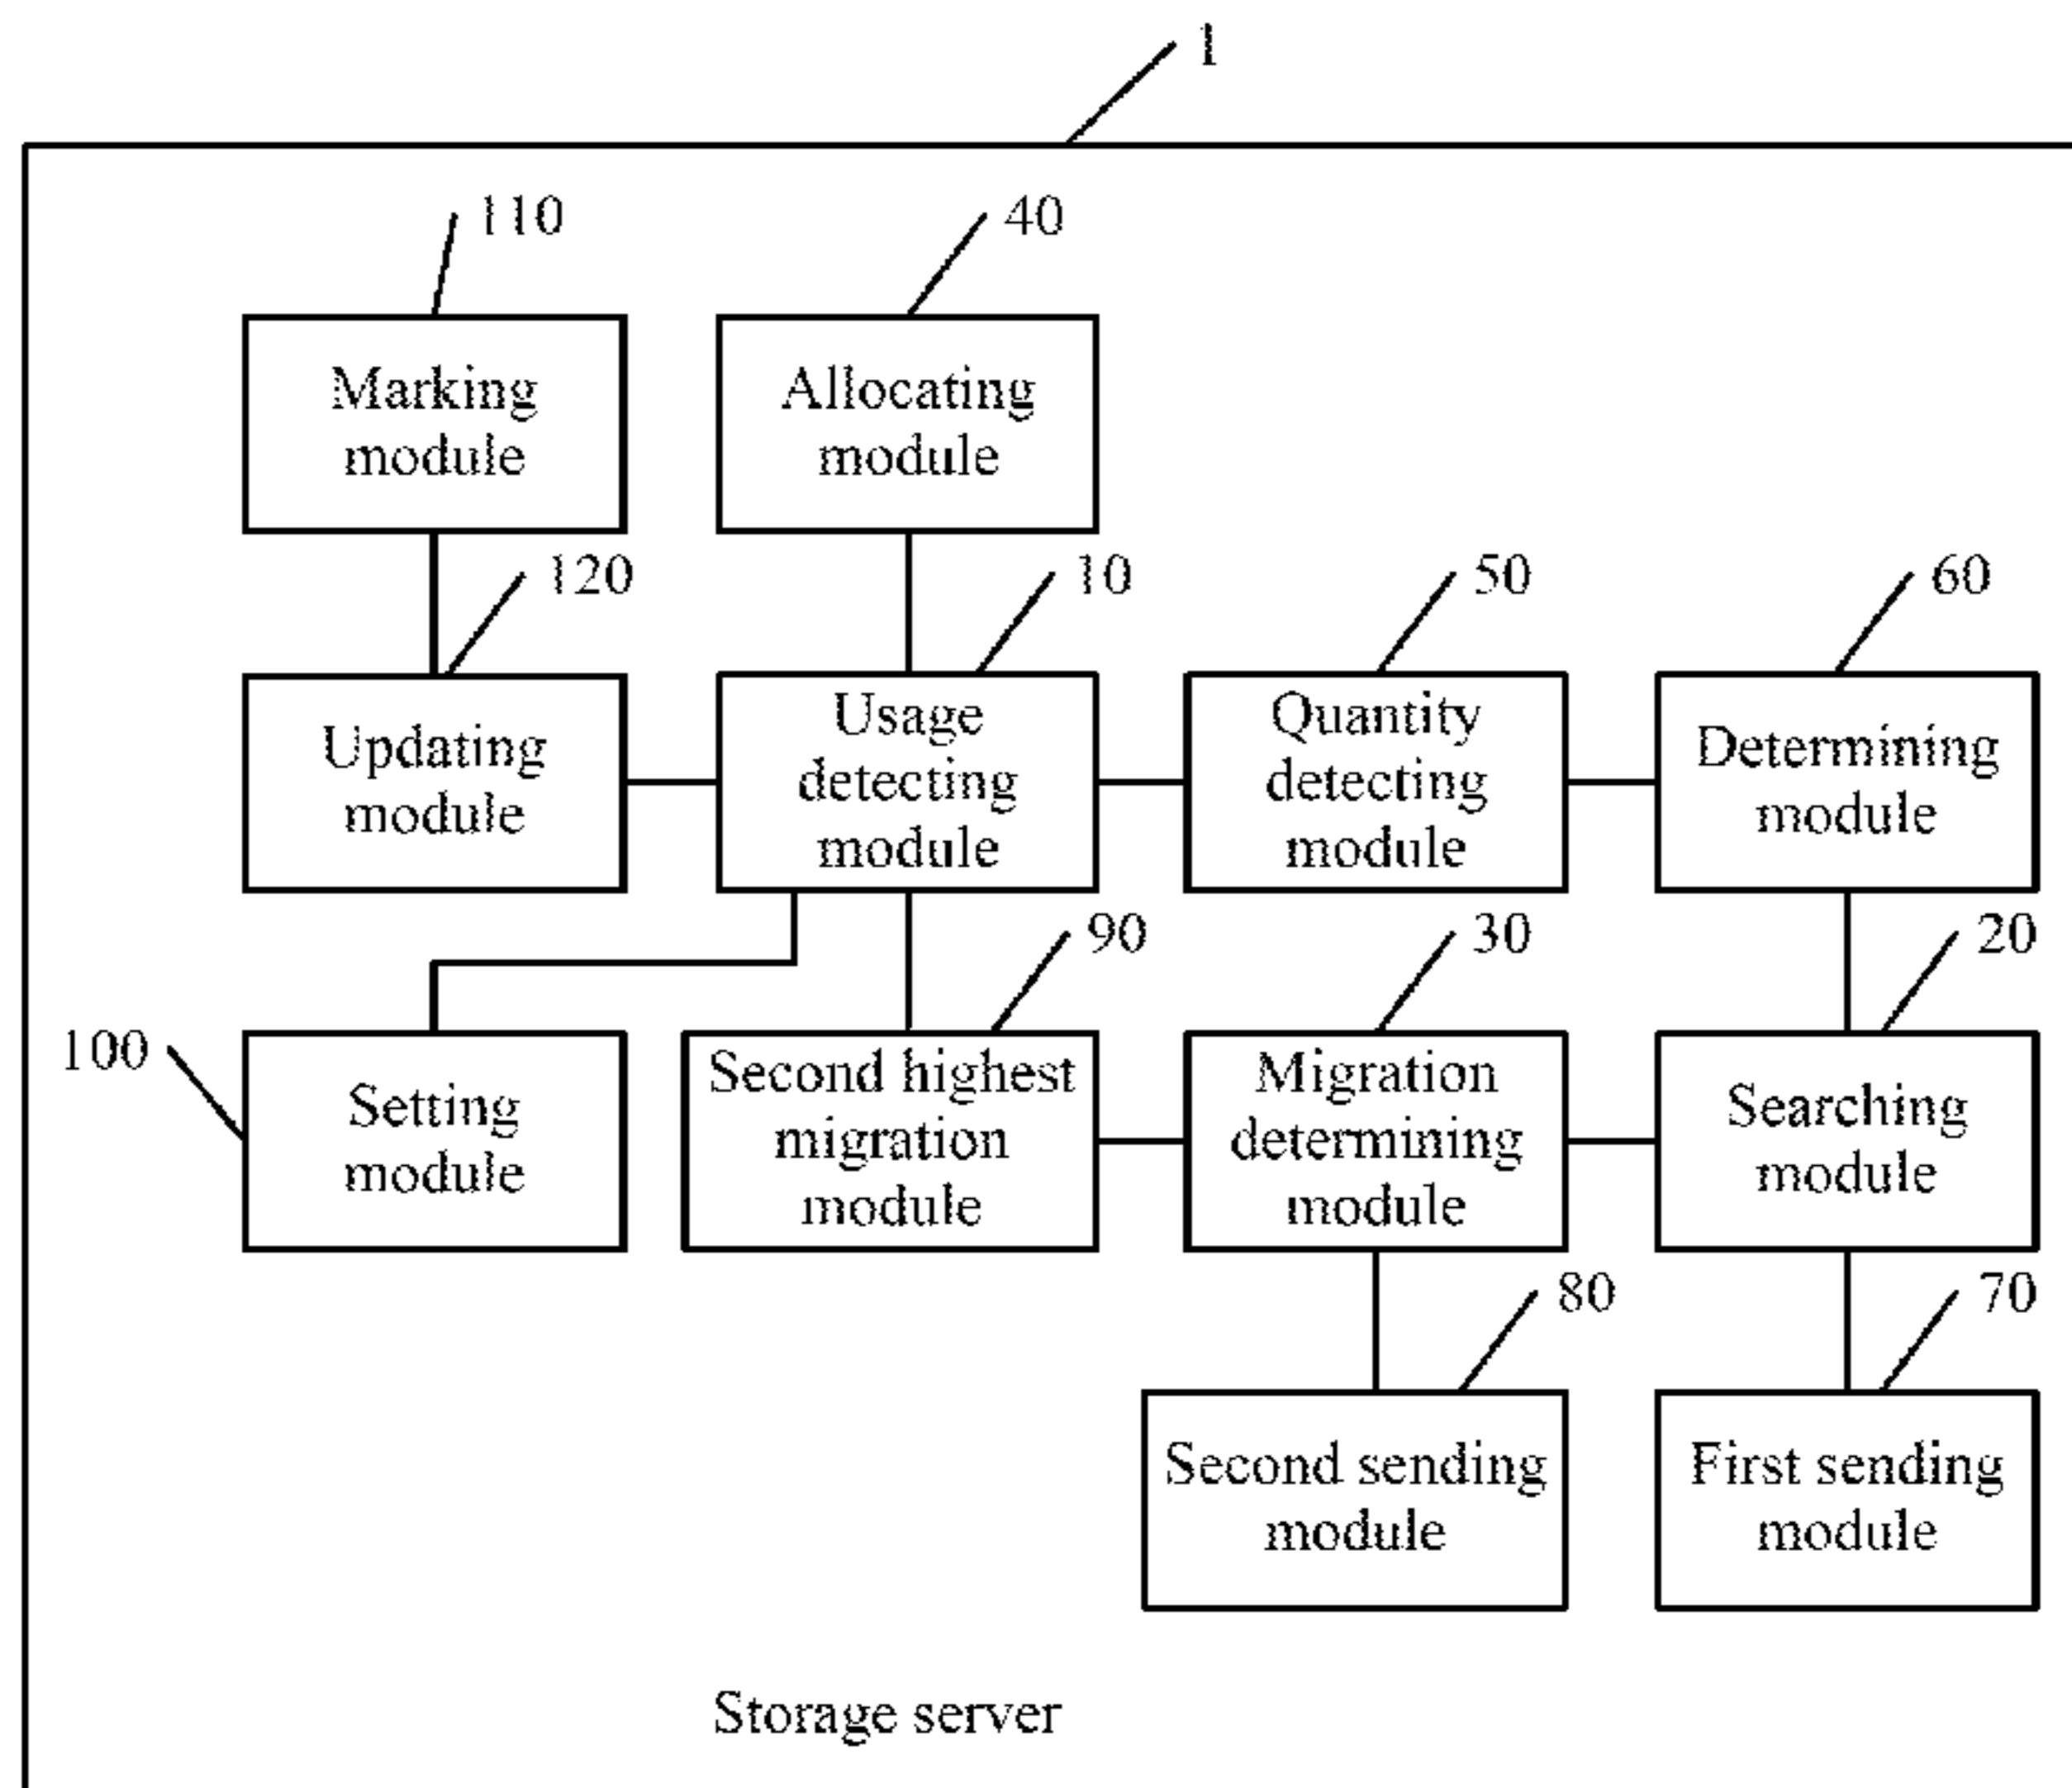 1
110
40
Marking
module
Allocating
module
120
10
50
60
Updating
module
Usage
detecting
module
Quantity
detecting
module
Determining
module
90
30
20
100
Setting
module
Second highest
migration
module
Migration
determining
module
Searching
module
80
70
Second sending
module
First sending
module
Storage server